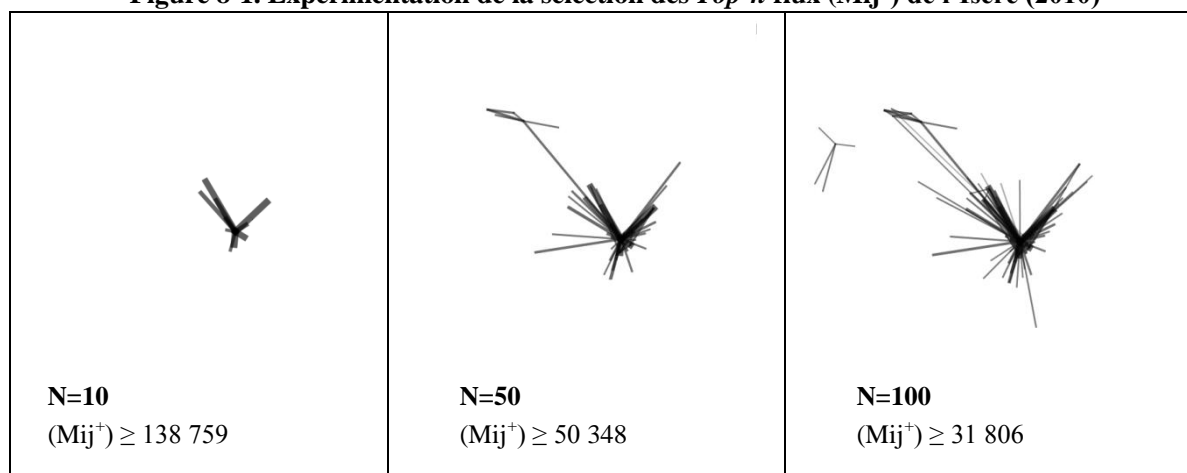 Figure 8-1. Expérimentation de la sélection des Top-n flux (Mij⁺) de l'Isère (2010)
N=10
(Mij⁺) ≥ 138 759
N=50
(Mij⁺) ≥ 50 348
N=100
(Mij⁺) ≥ 31 806